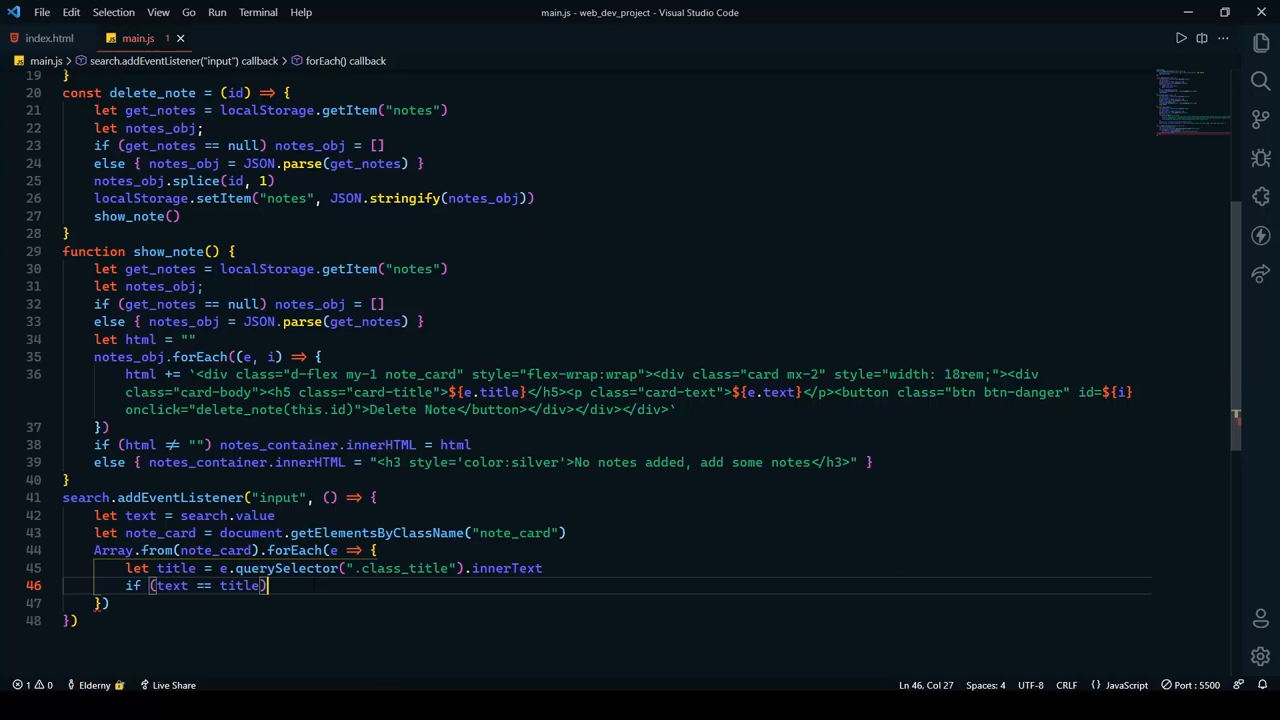 File Edit Selection View Go Run Terminal Help
main.js - web_dev_project - Visual Studio Code
index.html
main.js 1
main.js > search.addEventListener("input") callback > forEach() callback
19 }
20 const delete_note = (id) => {
21 let get_notes = localStorage.getItem("notes")
22 let notes_obj;
23 if (get_notes == null) notes_obj = []
24 else { notes_obj = JSON.parse(get_notes) }
25 notes_obj.splice(id, 1)
26 localStorage.setItem("notes", JSON.stringify(notes_obj))
27 show_note()
28 }
29 function show_note() {
30 let get_notes = localStorage.getItem("notes")
31 let notes_obj;
32 if (get_notes == null) notes_obj = []
33 else { notes_obj = JSON.parse(get_notes) }
34 let html = ""
35 notes_obj.forEach((e, i) => {
36 html += `<div class="d-flex my-1 note_card" style="flex-wrap:wrap"><div class="card mx-2" style="width: 18rem;"><div
class="card-body"><h5 class="card-title">${e.title}</h5><p class="card-text">${e.text}</p><button class="btn btn-danger" id=${i}
onclick="delete_note(this.id)">Delete Note</button></div></div></div>`
37 })
38 if (html != "") notes_container.innerHTML = html
39 else { notes_container.innerHTML = "<h3 style='color:silver'>No notes added, add some notes</h3>" }
40 }
41 search.addEventListener("input", () => {
42 let text = search.value
43 let note_card = document.getElementsByClassName("note_card")
44 Array.from(note_card).forEach(e => {
45 let title = e.querySelector(".class_title").innerText
46 if (text == title)
47 })
48 })
1 0 Elderny Live Share
Ln 46, Col 27 Spaces: 4 UTF-8 CRLF {} JavaScript Port : 5500